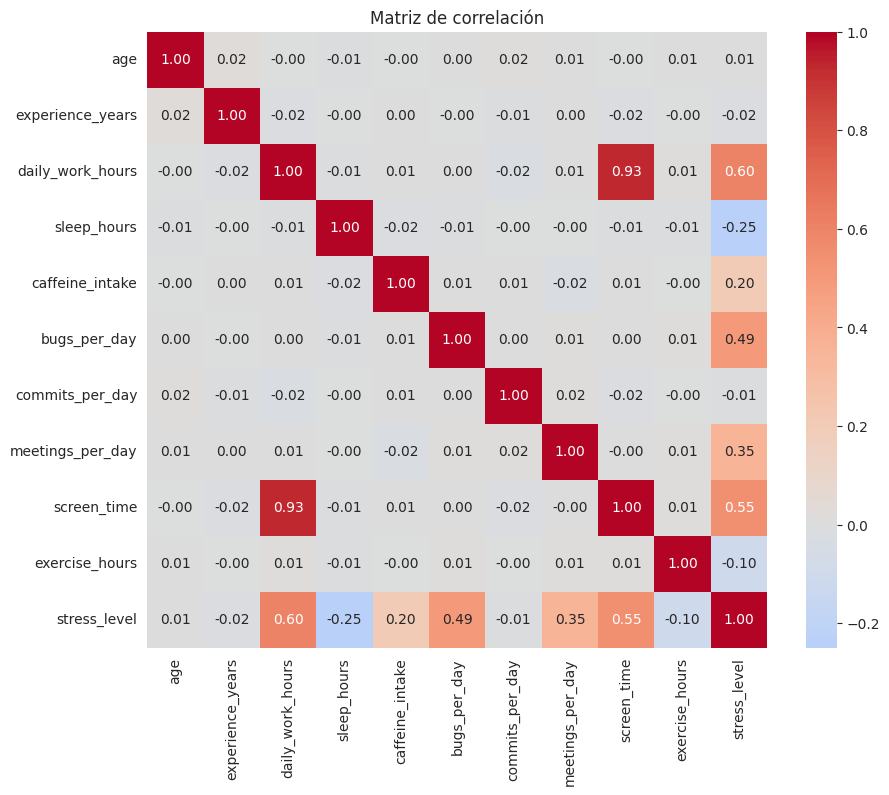 Matriz de correlación
age 1.00 0.02 -0.00 -0.01 -0.00 0.00 0.02 0.01 -0.00 0.01 0.01
experience_years 0.02 1.00 -0.02 -0.00 0.00 -0.00 -0.01 0.00 -0.02 -0.00 -0.02
daily_work_hours -0.00 -0.02 1.00 -0.01 0.01 0.00 -0.02 0.01 0.93 0.01 0.60
sleep_hours -0.01 -0.00 -0.01 1.00 -0.02 -0.01 -0.00 -0.00 -0.01 -0.01 -0.25
caffeine_intake -0.00 0.00 0.01 -0.02 1.00 0.01 0.01 -0.02 0.01 -0.00 0.20
bugs_per_day 0.00 -0.00 0.00 -0.01 0.01 1.00 0.00 0.01 0.00 0.01 0.49
commits_per_day 0.02 -0.01 -0.02 -0.00 0.01 0.00 1.00 0.02 -0.02 -0.00 -0.01
meetings_per_day 0.01 0.00 0.01 -0.00 -0.02 0.01 0.02 1.00 -0.00 0.01 0.35
screen_time -0.00 -0.02 0.93 -0.01 0.01 0.00 -0.02 -0.00 1.00 0.01 0.55
exercise_hours 0.01 -0.00 0.01 -0.01 -0.00 0.01 -0.00 0.01 0.01 1.00 -0.10
stress_level 0.01 -0.02 0.60 -0.25 0.20 0.49 -0.01 0.35 0.55 -0.10 1.00
age
experience_years
daily_work_hours
sleep_hours
caffeine_intake
bugs_per_day
commits_per_day
meetings_per_day
screen_time
exercise_hours
stress_level
1.0
0.8
0.6
0.4
0.2
0.0
−0.2